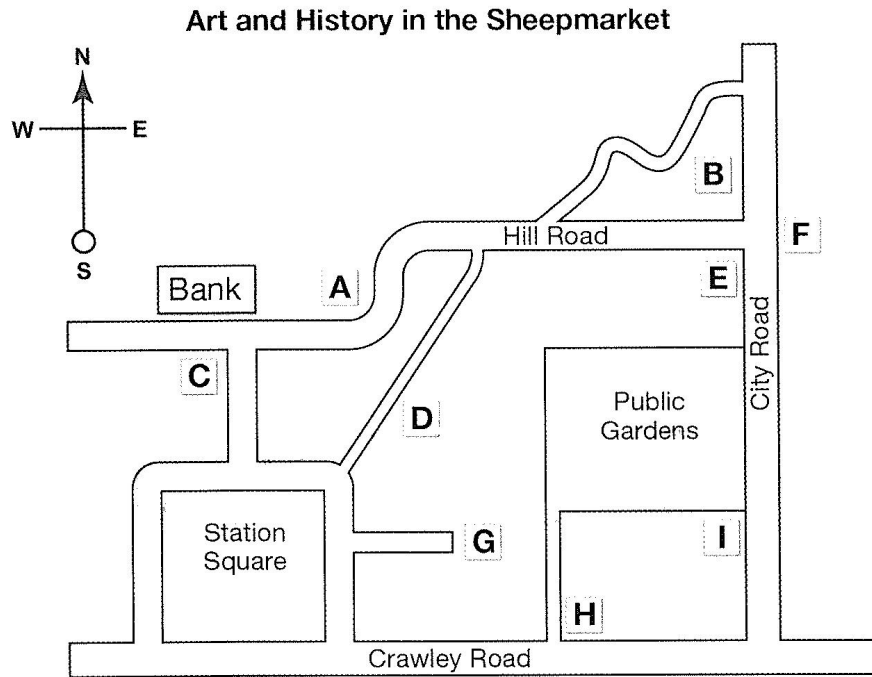 Art and History in the Sheepmarket
N
W E
S
B
Hill Road
F
A
E
Bank
City Road
C
Public
Gardens
D
Station
Square
G
I
H
Crawley Road